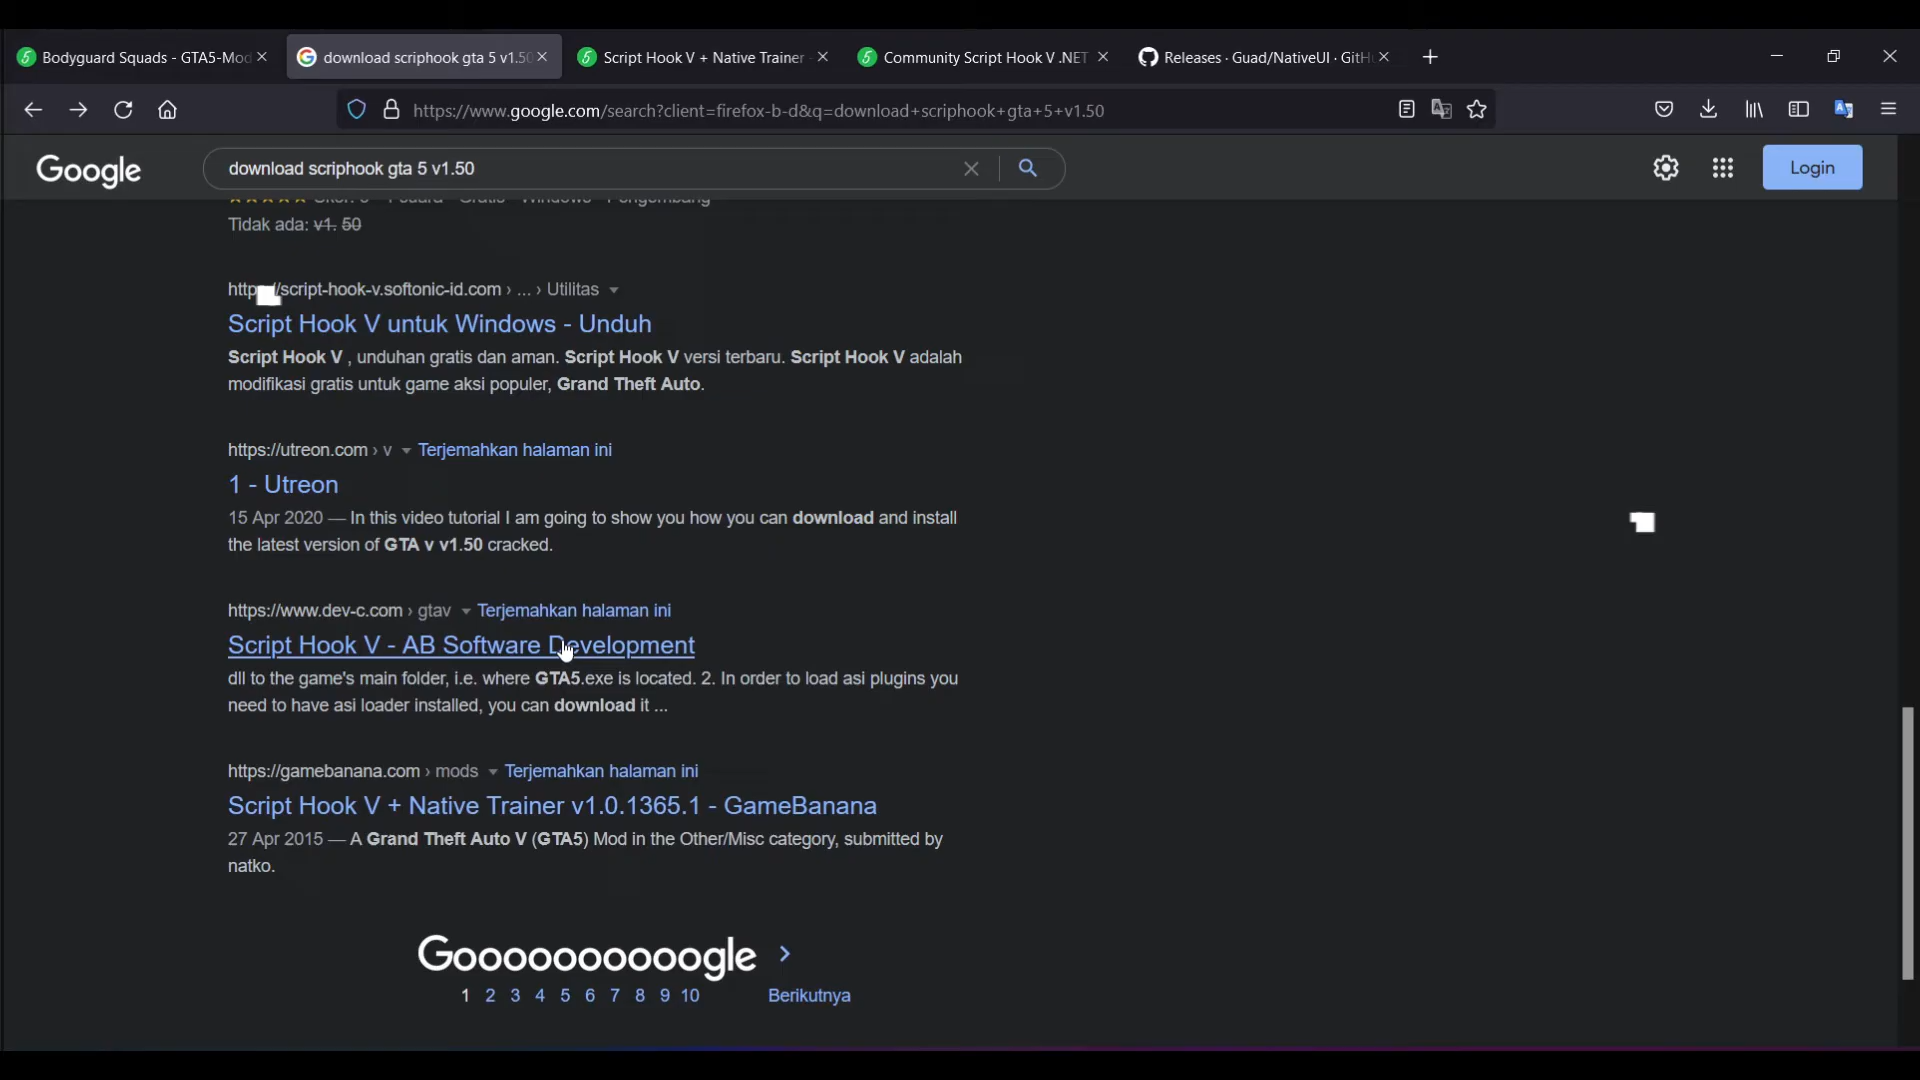 Bodyguard Squads - GTA5-Mod
download scriphook gta 5 v1.50
Script Hook V + Native Trainer
Community Script Hook V .NET
Releases · Guad/NativeUI · GitH
https://www.google.com/search?client=firefox-b-d&q=download+scriphook+gta+5+v1.50
Google
download scriphook gta 5 v1.50
Login
Tidak ada: v1. 50
script-hook-v.softonic-id.com › ... › Utilitas
Script Hook V untuk Windows - Unduh
Script Hook V , unduhan gratis dan aman. Script Hook V versi terbaru. Script Hook V adalah
modifikasi gratis untuk game aksi populer, Grand Theft Auto.
https://utreon.com › v Terjemahkan halaman ini
1 - Utreon
15 Apr 2020 — In this video tutorial I am going to show you how you can download and install
the latest version of GTA v v1.50 cracked.
https://www.dev-c.com › gtav Terjemahkan halaman ini
Script Hook V - AB Software Development
dll to the game's main folder, i.e. where GTA5.exe is located. 2. In order to load asi plugins you
need to have asi loader installed, you can download it ...
https://gamebanana.com › mods Terjemahkan halaman ini
Script Hook V + Native Trainer v1.0.1365.1 - GameBanana
27 Apr 2015 — A Grand Theft Auto V (GTA5) Mod in the Other/Misc category, submitted by
natko.
Goooooooooogle
1 2 3 4 5 6 7 8 9 10 Berikutnya